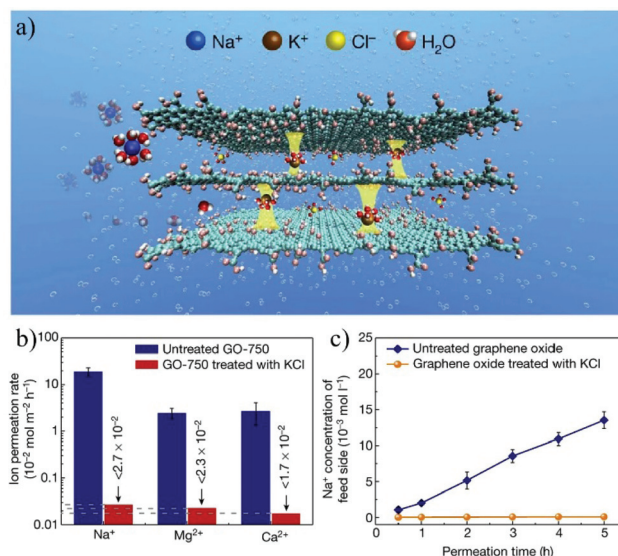 a)
Na⁺ K⁺ Cl⁻ H₂O
b)
Ion permeation rate
(10⁻² mol m⁻² h⁻¹)
100
10
1
0.1
0.01
Untreated GO-750
GO-750 treated with KCl
<2.7 × 10⁻²
<2.3 × 10⁻²
<1.7 × 10⁻²
Na⁺ Mg²⁺ Ca²⁺
c)
Na⁺ concentration of
feed side (10⁻³ mol l⁻¹)
25
20
15
10
5
0
Untreated graphene oxide
Graphene oxide treated with KCl
0 1 2 3 4 5
Permeation time (h)